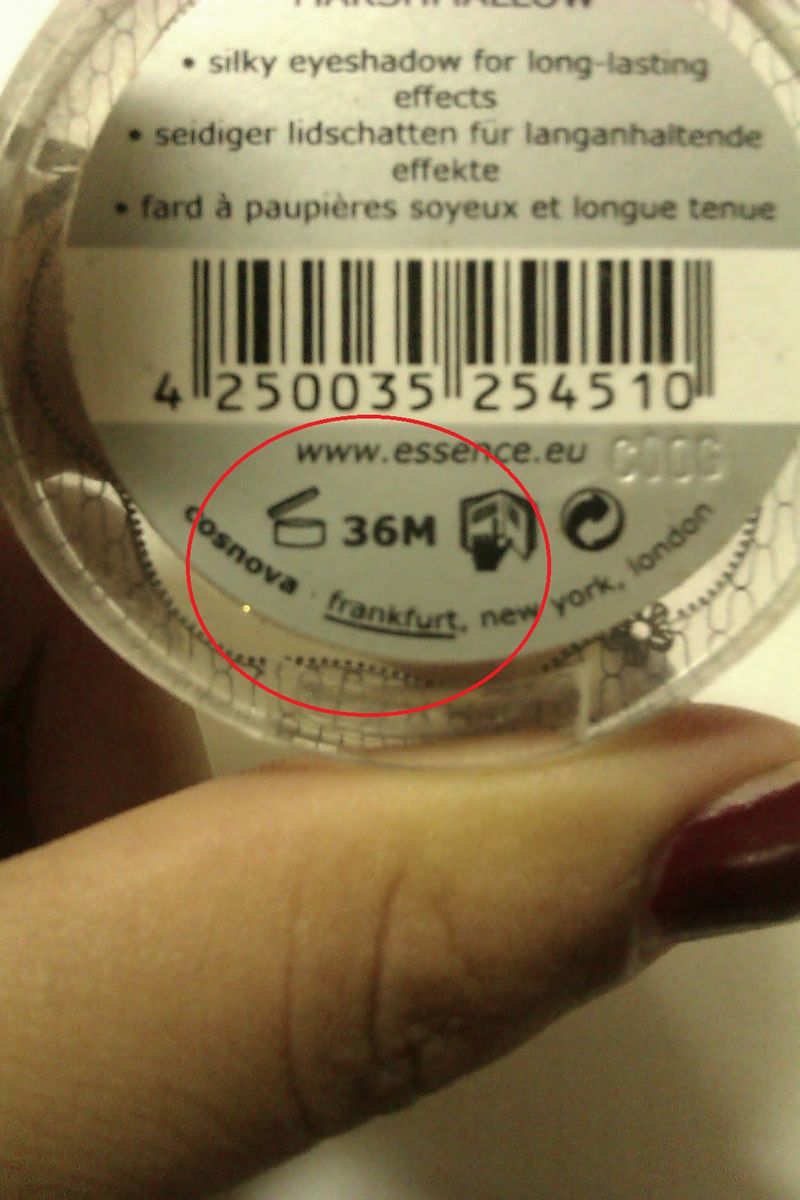 MARSHMALLOW
• silky eyeshadow for long-lasting
effects
• seidiger lidschatten für langanhaltende
effekte
• fard à paupières soyeux et longue tenue
4 250035 254510
www.essence.eu
36M
cosnova · frankfurt, new york, london